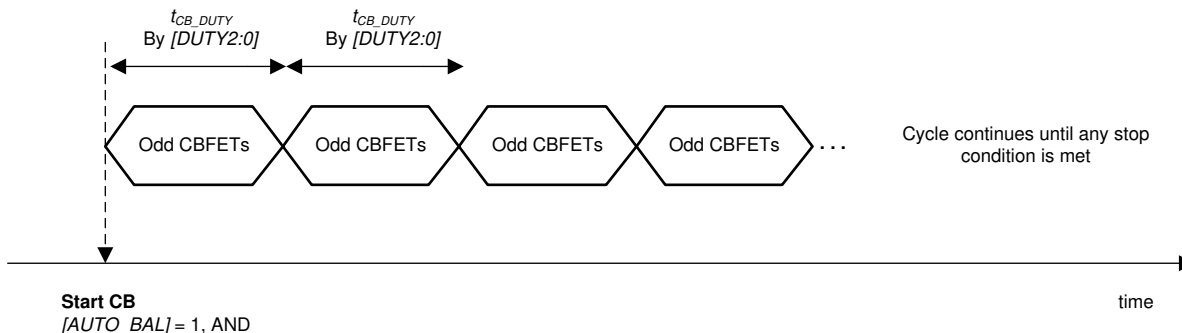 tCB_DUTY
By [DUTY2:0]
tCB_DUTY
By [DUTY2:0]
Odd CBFETs
Odd CBFETs
Odd CBFETs
Odd CBFETs
...
Cycle continues until any stop
condition is met
Start CB
time
[AUTO_BAL] = 1, AND